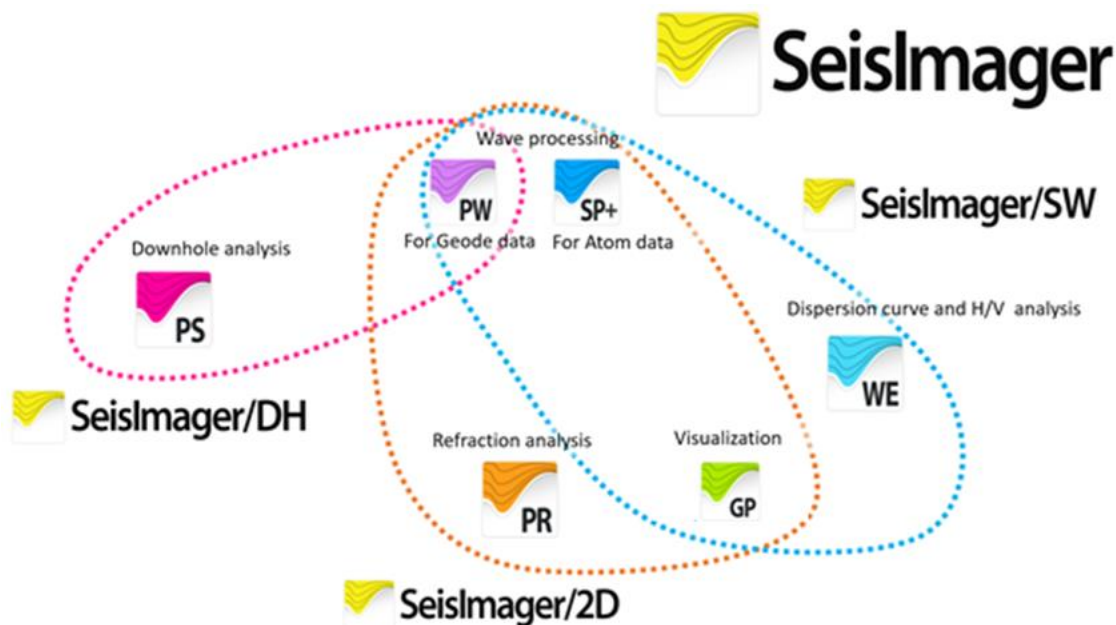 SeisImager
Wave processing
PW
SP+
SeisImager/SW
For Geode data
For Atom data
Downhole analysis
PS
Dispersion curve and H/V analysis
WE
SeisImager/DH
Refraction analysis
Visualization
PR
GP
SeisImager/2D